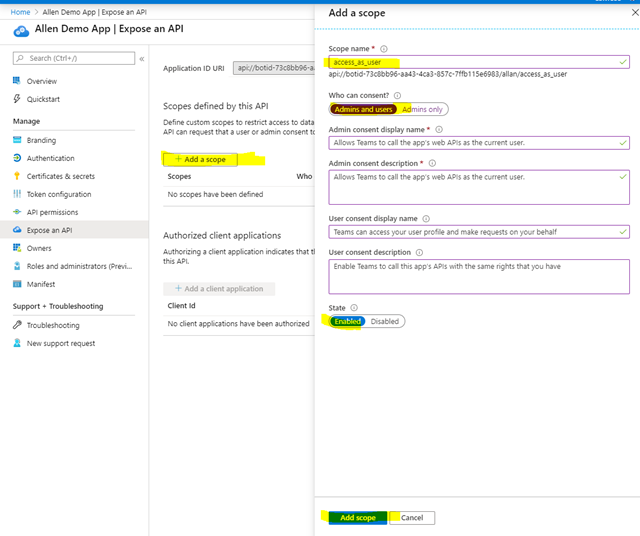 Home > Allen Demo App | Expose an API
Allen Demo App | Expose an API
Search (Ctrl+/)
«
Overview
Quickstart
Manage
Branding
Authentication
Certificates & secrets
Token configuration
API permissions
Expose an API
Owners
Roles and administrators (Previ...
Manifest
Support + Troubleshooting
Troubleshooting
New support request
Application ID URI
api://botid-73c8bb96-aa
Scopes defined by this API
Define custom scopes to restrict access to data
API can request that a user or admin consent to
+ Add a scope
Scopes Who
No scopes have been defined
Authorized client applications
Authorizing a client application indicates that th
this API.
+ Add a client application
Client Id
No client applications have been authorized
Add a scope
Scope name *
access_as_user
api://botid-73c8bb96-aa43-4ca3-857c-7ffb115e6983/allan/access_as_user
Who can consent?
Admins and users Admins only
Admin consent display name *
Allows Teams to call the app's web APIs as the current user.
Admin consent description *
Allows Teams to call the app's web APIs as the current user.
User consent display name
Teams can access your user profile and make requests on your behalf
User consent description
Enable Teams to call this app's APIs with the same rights that you have
State
Enabled Disabled
Add scope Cancel